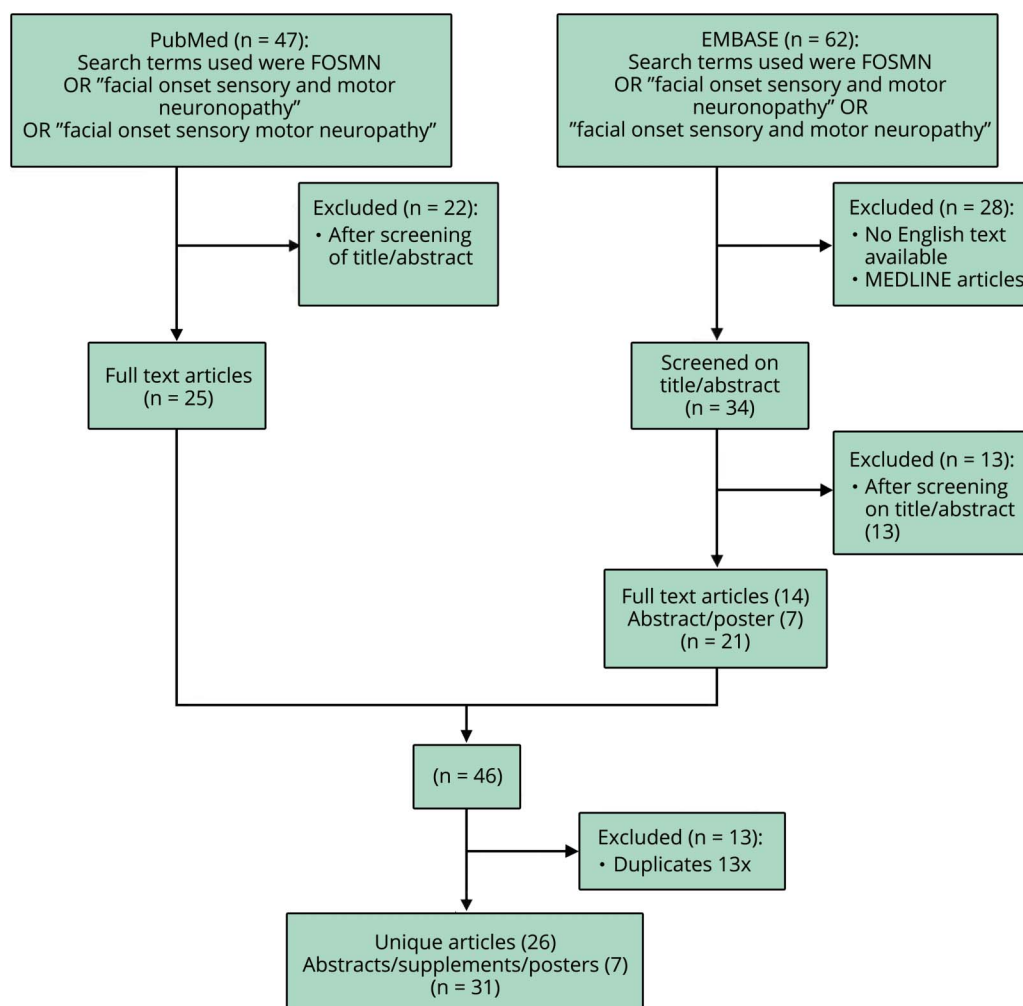 PubMed (n = 47):
Search terms used were FOSMN
OR ”facial onset sensory and motor
neuronopathy”
OR ”facial onset sensory motor neuropathy”
EMBASE (n = 62):
Search terms used were FOSMN
OR ”facial onset sensory and motor
neuronopathy” OR
”facial onset sensory and motor neuropathy”
Excluded (n = 22):
• After screening
of title/abstract
Excluded (n = 28):
• No English text
available
• MEDLINE articles
Full text articles
(n = 25)
Screened on
title/abstract
(n = 34)
Excluded (n = 13):
• After screening
on title/abstract
(13)
Full text articles (14)
Abstract/poster (7)
(n = 21)
(n = 46)
Excluded (n = 13):
• Duplicates 13x
Unique articles (26)
Abstracts/supplements/posters (7)
(n = 31)